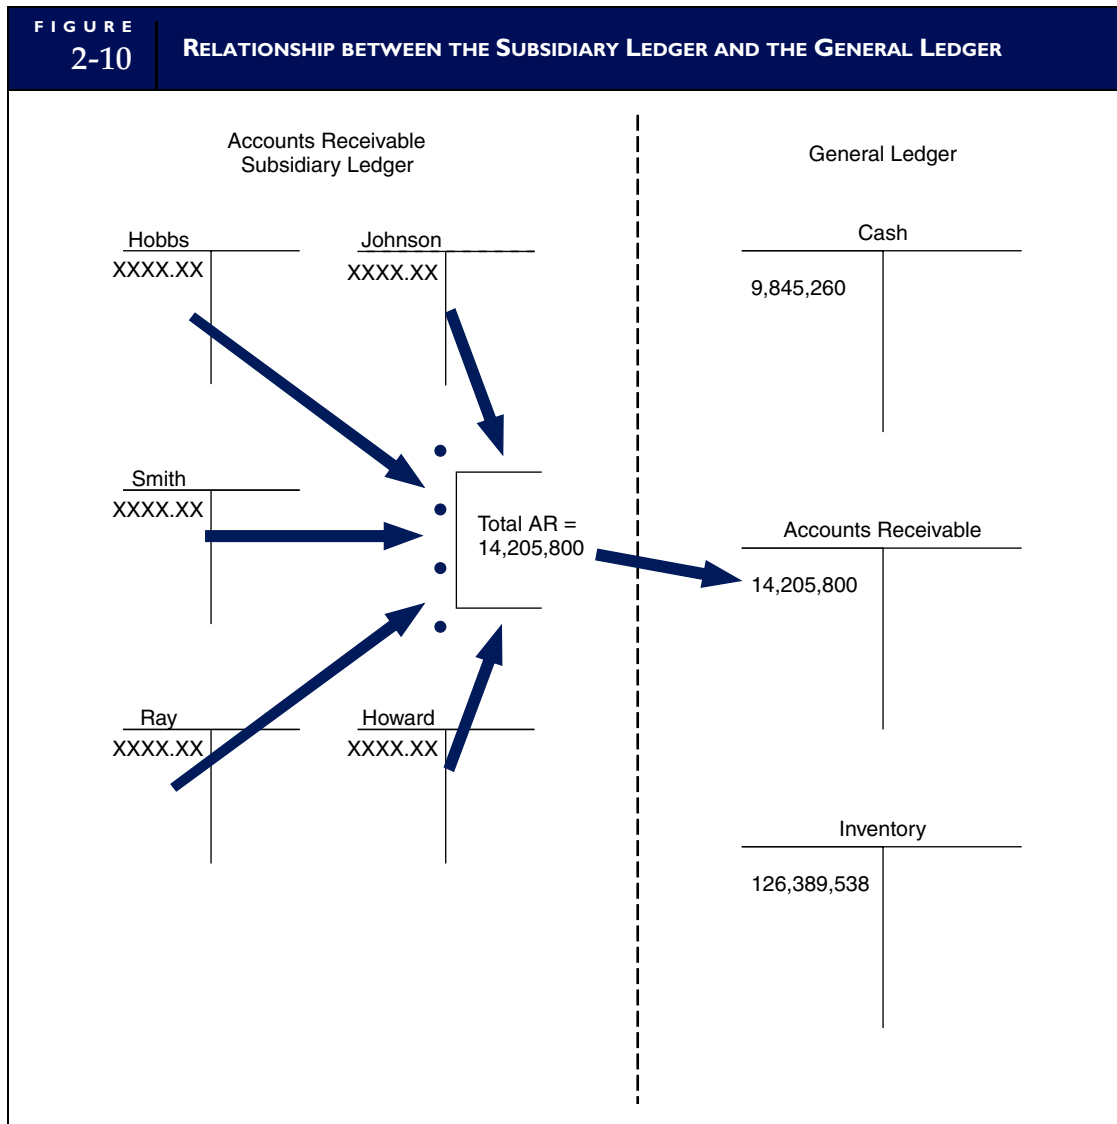 FIGURE
2-10
RELATIONSHIP BETWEEN THE SUBSIDIARY LEDGER AND THE GENERAL LEDGER
Accounts Receivable
Subsidiary Ledger
Hobbs
XXXX.XX
Johnson
XXXX.XX
Smith
XXXX.XX
Total AR =
14,205,800
Ray
XXXX.XX
Howard
XXXX.XX
General Ledger
Cash
9,845,260
Accounts Receivable
14,205,800
Inventory
126,389,538